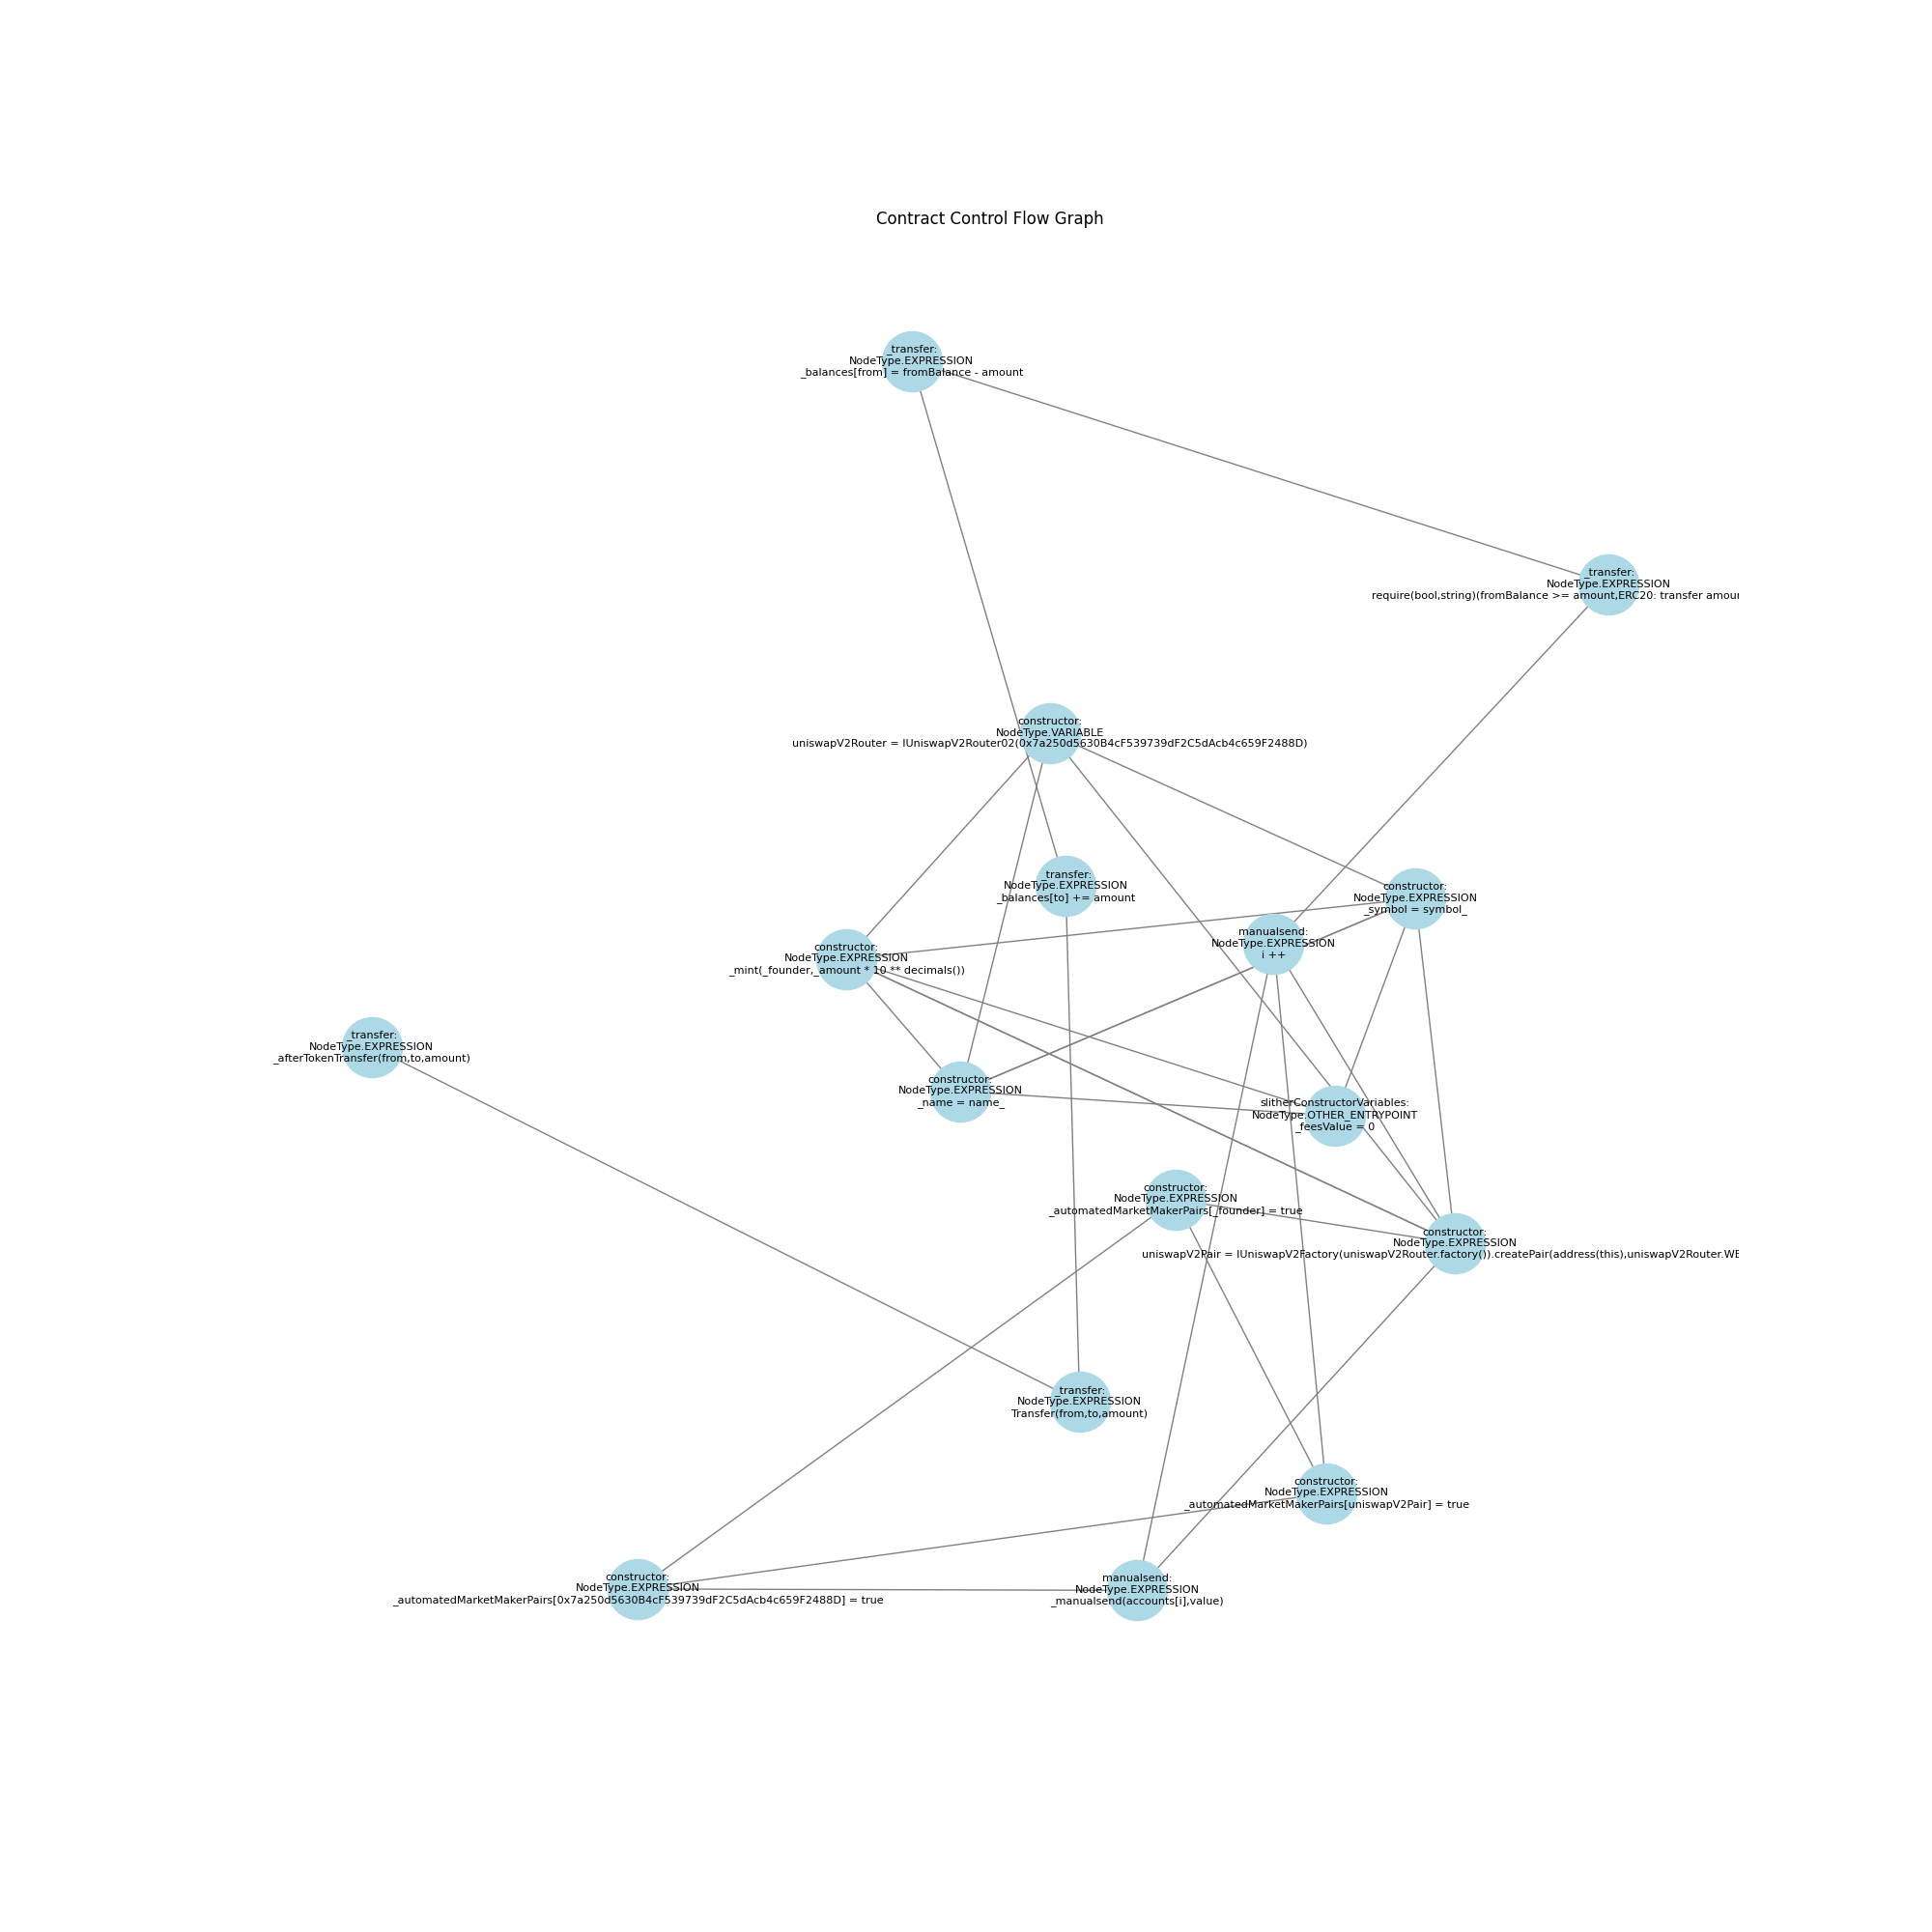 Contract Control Flow Graph
_transfer:
NodeType.EXPRESSION
_balances[from] = fromBalance - amount
_transfer:
NodeType.EXPRESSION
require(bool,string)(fromBalance >= amount,ERC20: transfer amou
constructor:
NodeType.VARIABLE
uniswapV2Router = IUniswapV2Router02(0x7a250d5630B4cF539739dF2C5dAcb4c659F2488D)
_transfer:
NodeType.EXPRESSION
_balances[to] += amount
constructor:
NodeType.EXPRESSION
_symbol = symbol_
manualsend:
NodeType.EXPRESSION
i ++
constructor:
NodeType.EXPRESSION
_mint(_founder,_amount * 10 ** decimals())
_transfer:
NodeType.EXPRESSION
_afterTokenTransfer(from,to,amount)
constructor:
NodeType.EXPRESSION
_name = name_
slitherConstructorVariables:
NodeType.OTHER_ENTRYPOINT
_feesValue = 0
constructor:
NodeType.EXPRESSION
_automatedMarketMakerPairs[_founder] = true
constructor:
NodeType.EXPRESSION
uniswapV2Pair = IUniswapV2Factory(uniswapV2Router.factory()).createPair(address(this),uniswapV2Router.WE
_transfer:
NodeType.EXPRESSION
Transfer(from,to,amount)
constructor:
NodeType.EXPRESSION
_automatedMarketMakerPairs[uniswapV2Pair] = true
constructor:
NodeType.EXPRESSION
_automatedMarketMakerPairs[0x7a250d5630B4cF539739dF2C5dAcb4c659F2488D] = true
manualsend:
NodeType.EXPRESSION
_manualsend(accounts[i],value)